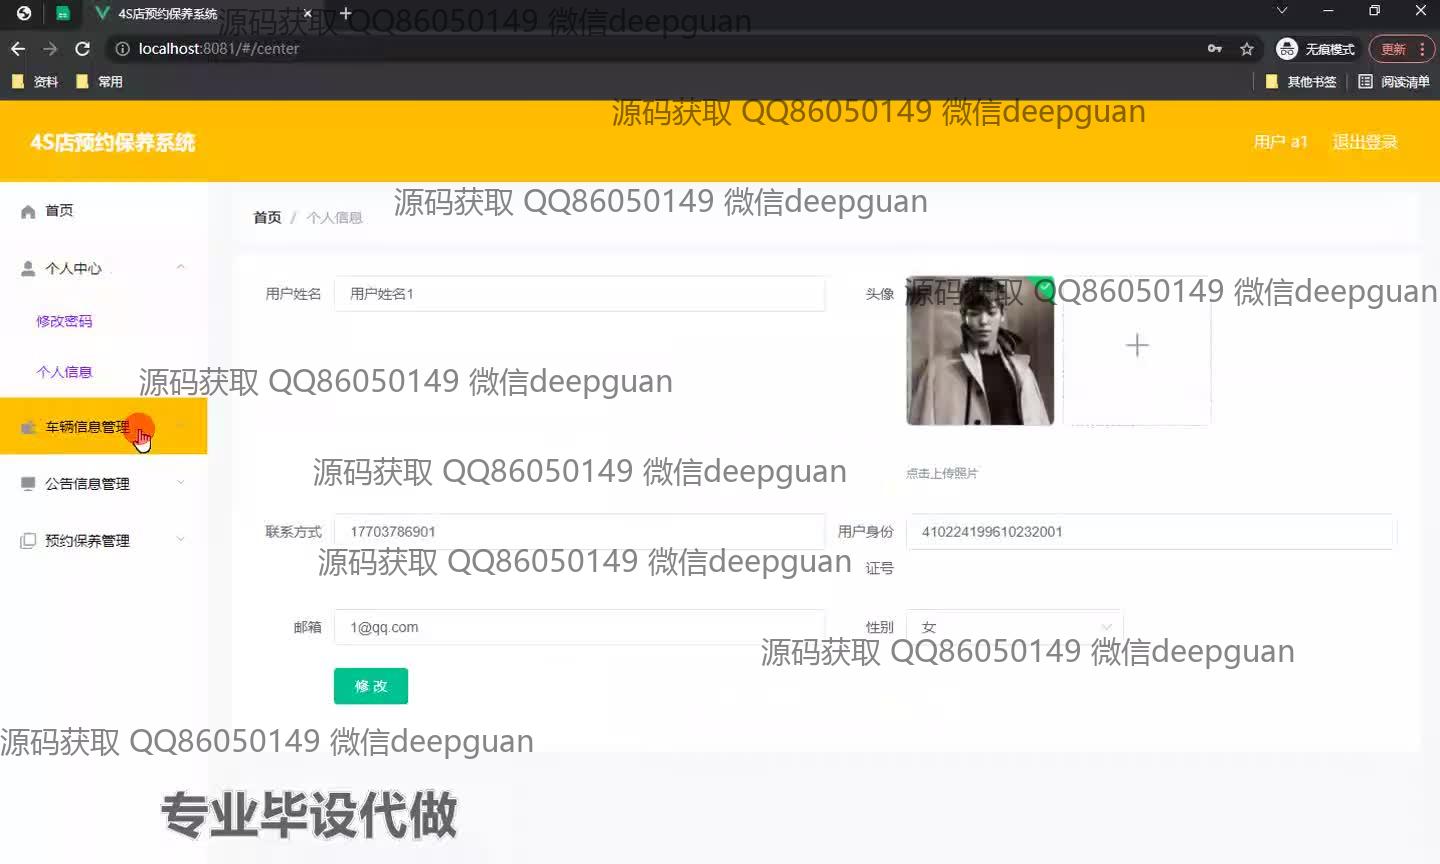 4S店预约保养系统
源码获取 QQ86050149 微信deepguan
localhost:8081/#/center
无痕模式
更新
资料
常用
其他书签
阅读清单
源码获取 QQ86050149 微信deepguan
4S店预约保养系统
用户 a1
退出登录
源码获取 QQ86050149 微信deepguan
首页
首页 / 个人信息
个人中心
用户姓名
用户姓名1
头像
源码获取 QQ86050149 微信deepguan
修改密码
个人信息
源码获取 QQ86050149 微信deepguan
车辆信息管理
源码获取 QQ86050149 微信deepguan
点击上传照片
公告信息管理
联系方式
17703786901
用户身份证号
410224199610232001
预约保养管理
源码获取 QQ86050149 微信deepguan
邮箱
1@qq.com
性别
女
源码获取 QQ86050149 微信deepguan
修改
源码获取 QQ86050149 微信deepguan
专业毕设代做